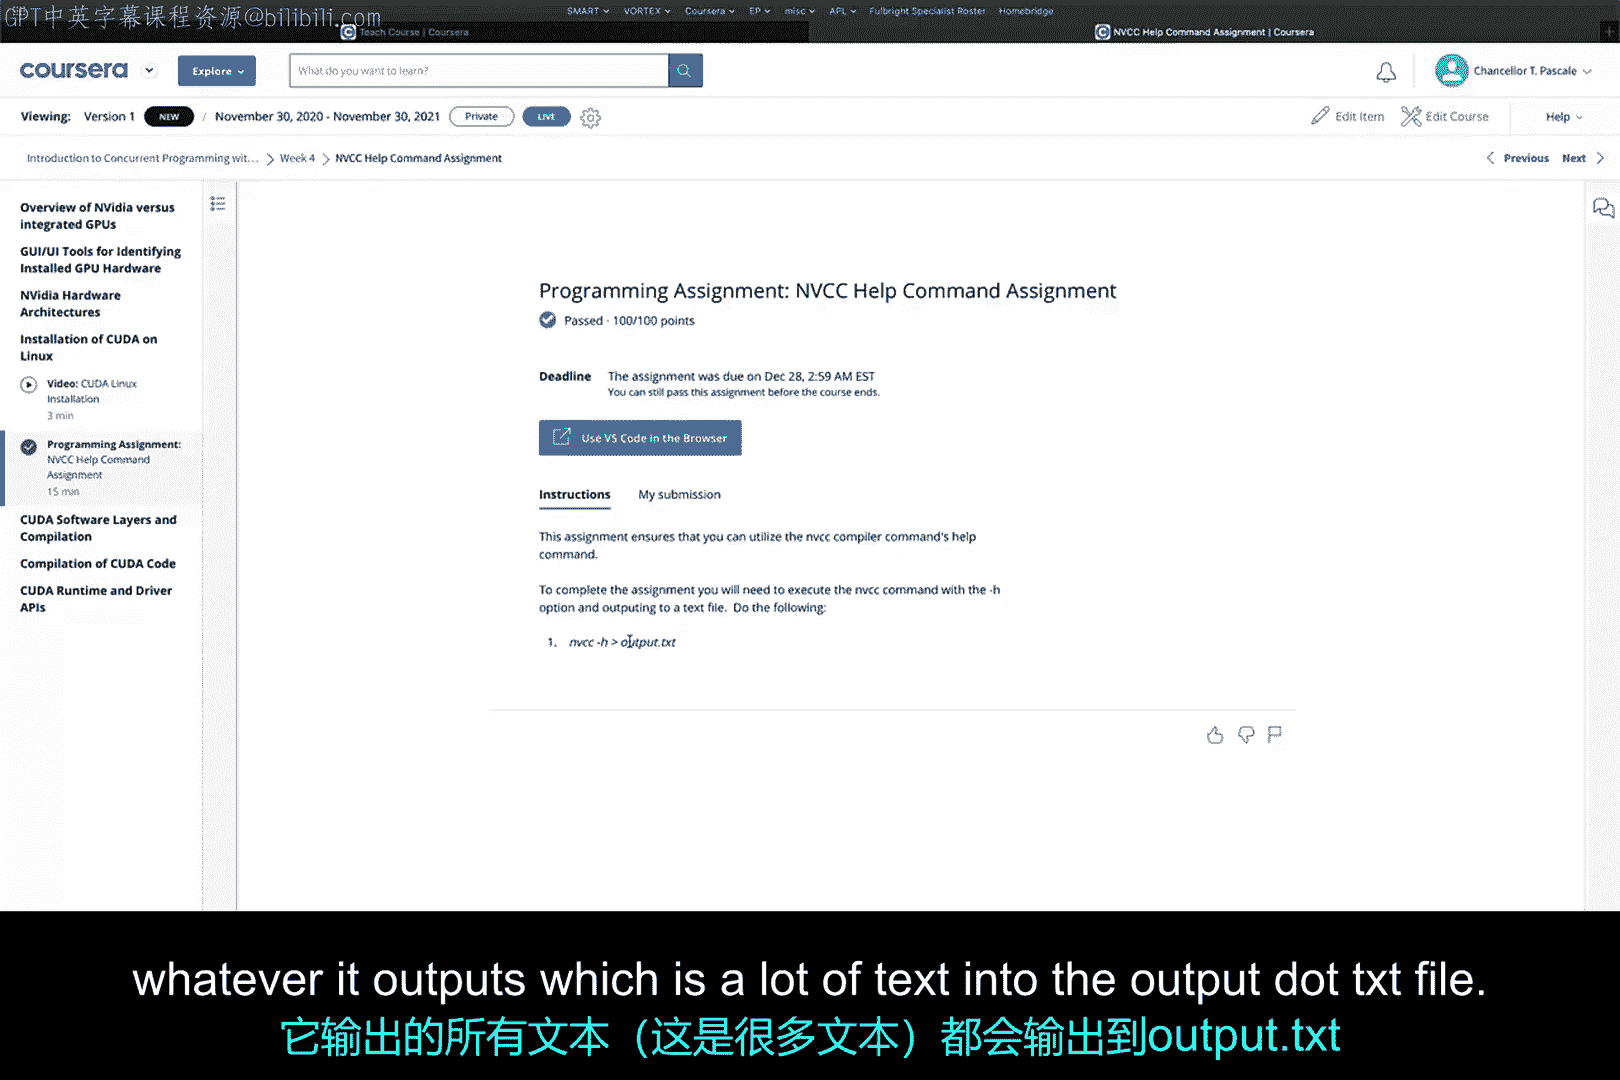 GPT中英字幕课程资源@bilibili.com
SMART VORTEX Coursera EP misc APL Fulbright Specialist Roster Homebridge
Teach Course | Coursera
NVCC Help Command Assignment | Coursera
coursera
Explore
What do you want to learn?
Chancellor T. Pascale
Viewing: Version 1 NEW / November 30, 2020 - November 30, 2021 Private LIVE
Edit Item
Edit Course
Help
Introduction to Concurrent Programming wit... > Week 4 > NVCC Help Command Assignment
Previous Next
Overview of NVidia versus
integrated GPUs
GUI/UI Tools for Identifying
Installed GPU Hardware
NVidia Hardware
Architectures
Installation of CUDA on
Linux
Video: CUDA Linux
Installation
3 min
Programming Assignment:
NVCC Help Command
Assignment
15 min
CUDA Software Layers and
Compilation
Compilation of CUDA Code
CUDA Runtime and Driver
APIs
Programming Assignment: NVCC Help Command Assignment
Passed · 100/100 points
Deadline The assignment was due on Dec 28, 2:59 AM EST
You can still pass this assignment before the course ends.
Use VS Code in the Browser
Instructions My submission
This assignment ensures that you can utilize the nvcc compiler command's help
command.
To complete the assignment you will need to execute the nvcc command with the -h
option and outputing to a text file. Do the following:
1. nvcc -h > output.txt
whatever it outputs which is a lot of text into the output dot txt file.
它输出的所有文本（这是很多文本）都会输出到output.txt